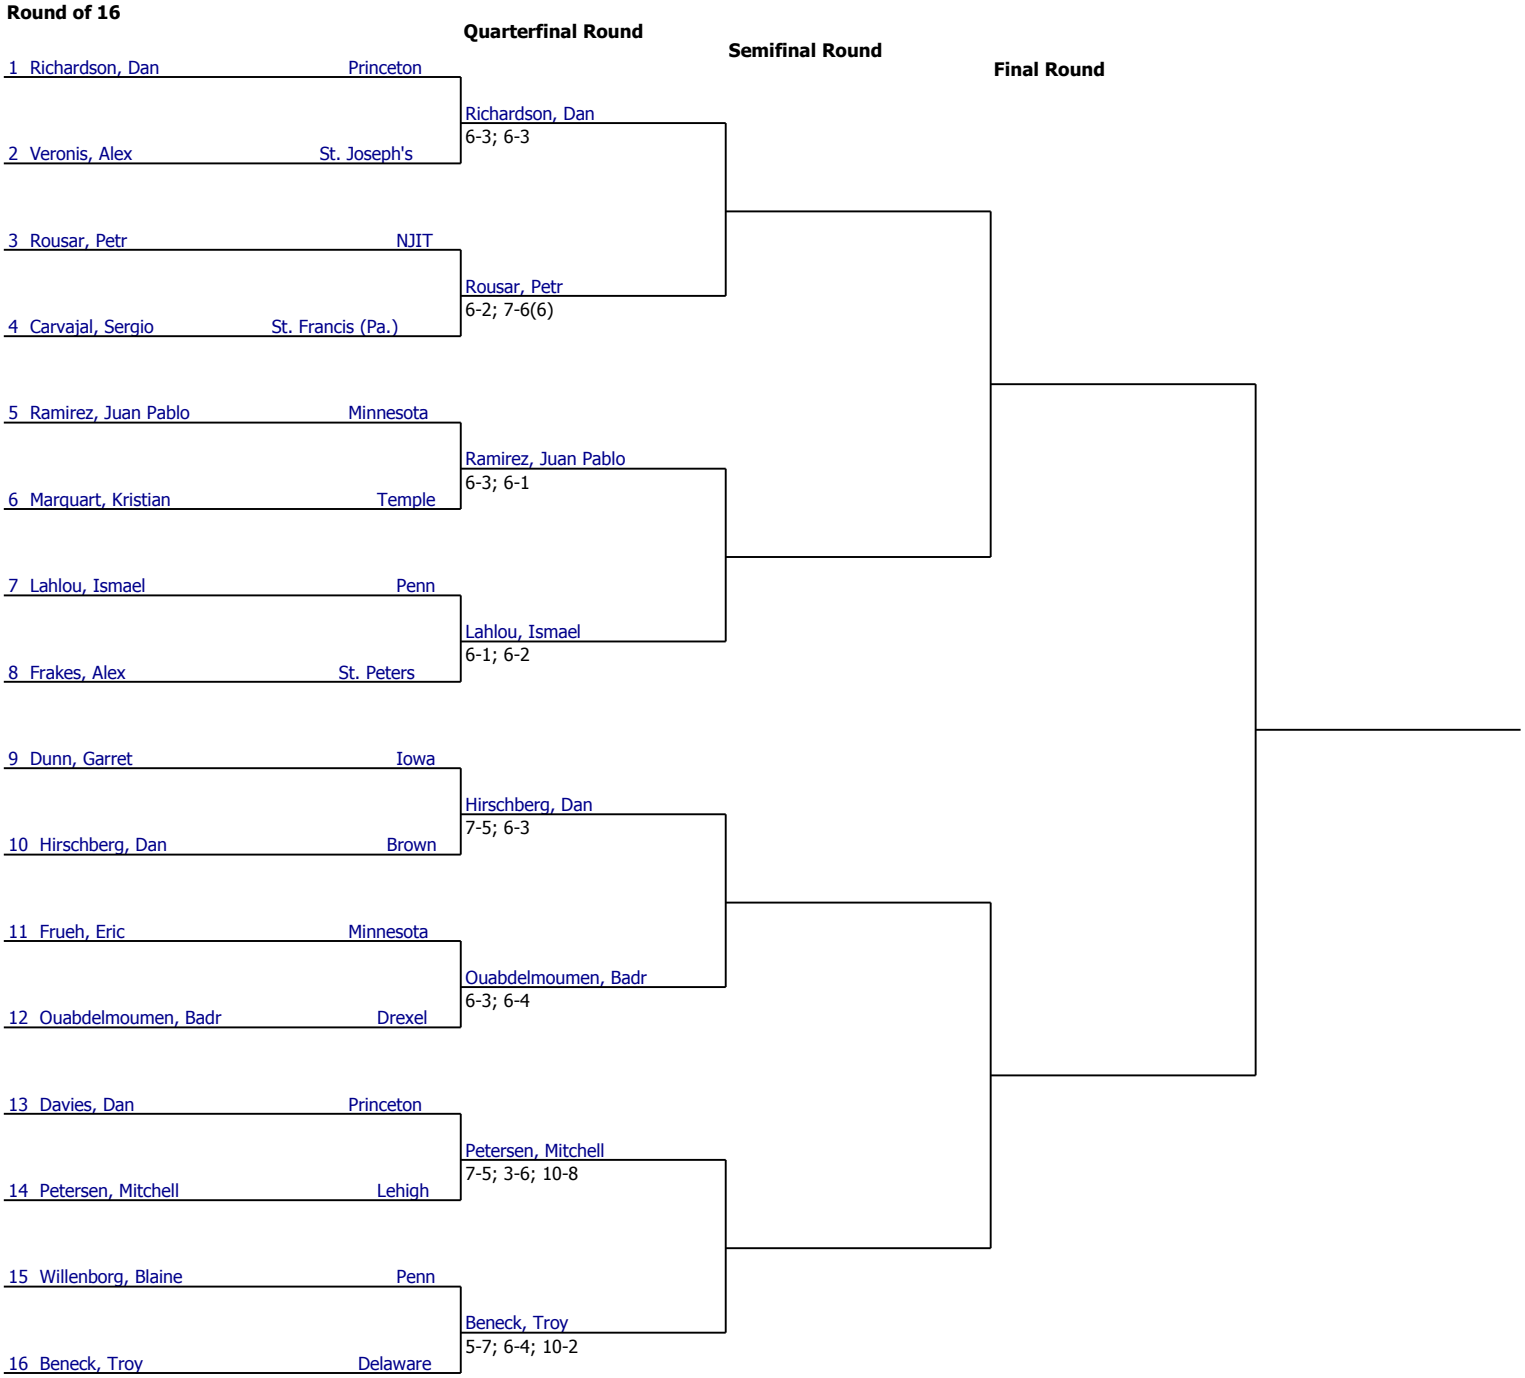 Round of 16
Quarterfinal Round
Semifinal Round
Final Round
1 Richardson, Dan Princeton
Richardson, Dan
6-3; 6-3
2 Veronis, Alex St. Joseph's
3 Rousar, Petr NJIT
Rousar, Petr
6-2; 7-6(6)
4 Carvajal, Sergio St. Francis (Pa.)
5 Ramirez, Juan Pablo Minnesota
Ramirez, Juan Pablo
6-3; 6-1
6 Marquart, Kristian Temple
7 Lahlou, Ismael Penn
Lahlou, Ismael
6-1; 6-2
8 Frakes, Alex St. Peters
9 Dunn, Garret Iowa
Hirschberg, Dan
7-5; 6-3
10 Hirschberg, Dan Brown
11 Frueh, Eric Minnesota
Ouabdelmoumen, Badr
6-3; 6-4
12 Ouabdelmoumen, Badr Drexel
13 Davies, Dan Princeton
Petersen, Mitchell
7-5; 3-6; 10-8
14 Petersen, Mitchell Lehigh
15 Willenborg, Blaine Penn
Beneck, Troy
5-7; 6-4; 10-2
16 Beneck, Troy Delaware